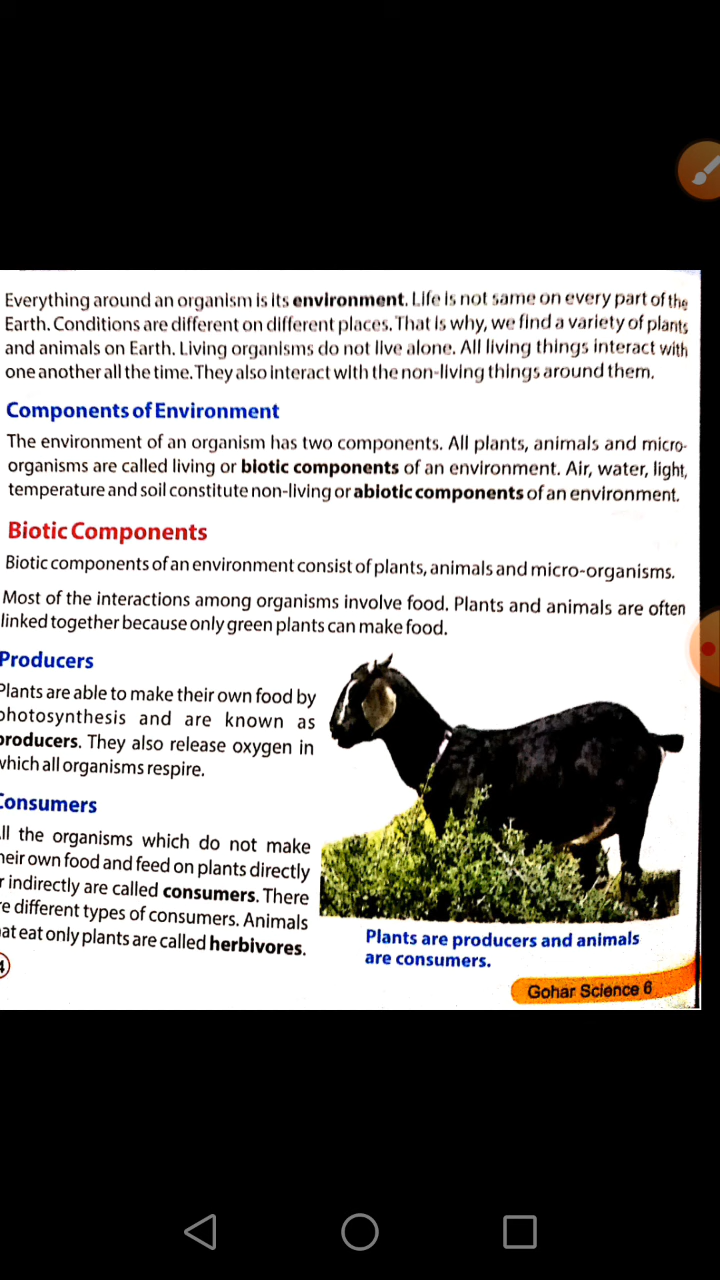 Everything around an organism is its environment. Life is not same on every part of the
Earth. Conditions are different on different places. That is why, we find a variety of plants
and animals on Earth. Living organisms do not live alone. All living things interact with
one another all the time. They also interact with the non-living things around them.
Components of Environment
The environment of an organism has two components. All plants, animals and micro-
organisms are called living or biotic components of an environment. Air, water, light,
temperature and soil constitute non-living or abiotic components of an environment.
Biotic Components
Biotic components of an environment consist of plants, animals and micro-organisms.
Most of the interactions among organisms involve food. Plants and animals are often
linked together because only green plants can make food.
Producers
Plants are able to make their own food by
photosynthesis and are known as
producers. They also release oxygen in
which all organisms respire.
Consumers
ll the organisms which do not make
heir own food and feed on plants directly
r indirectly are called consumers. There
re different types of consumers. Animals
at eat only plants are called herbivores.
Plants are producers and animals
are consumers.
4
Gohar Science 6